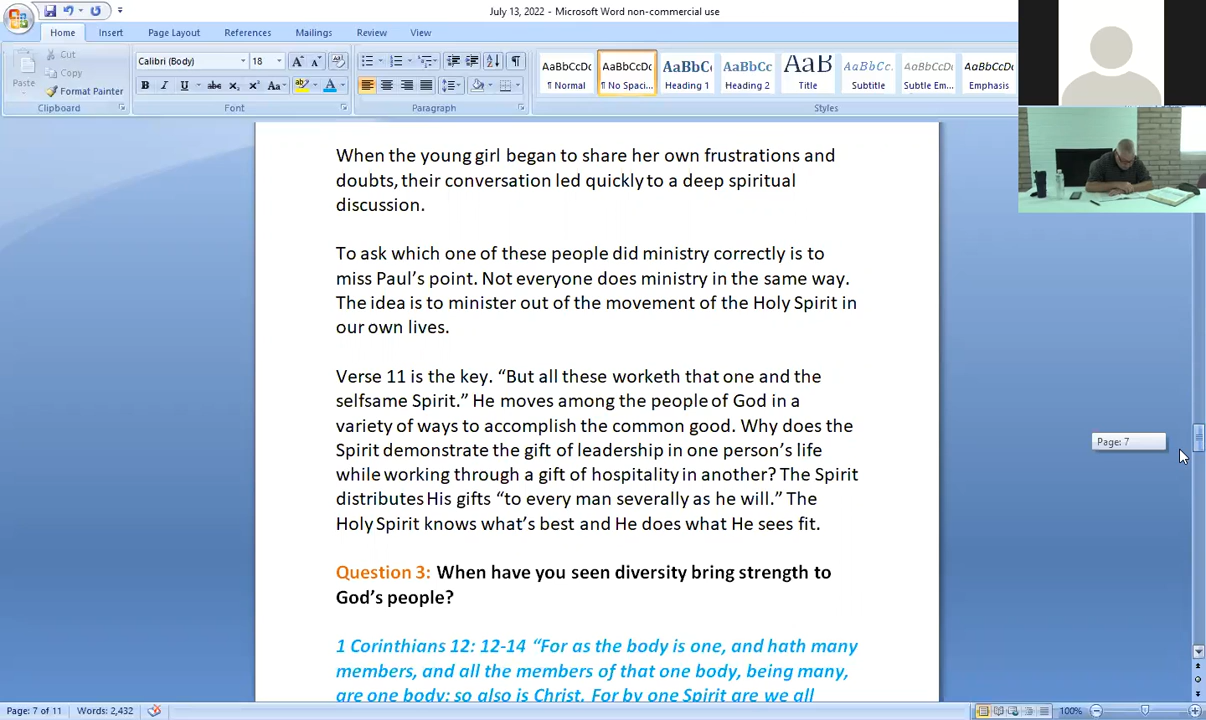 July 13, 2022 - Microsoft Word non-commercial use
Home Insert Page Layout References Mailings Review View
Paste
Cut
Copy
Format Painter
Clipboard
Calibri (Body) 18
Font
Paragraph
AaBbCcDc AaBbCcDc AaBbC AaBbCc AaB AaBbCcDc AaBbCcDc AaBbCcDc
¶ Normal ¶ No Spaci... Heading 1 Heading 2 Title Subtitle Subtle Em... Emphasis
Styles
When the young girl began to share her own frustrations and
doubts, their conversation led quickly to a deep spiritual
discussion.
To ask which one of these people did ministry correctly is to
miss Paul’s point. Not everyone does ministry in the same way.
The idea is to minister out of the movement of the Holy Spirit in
our own lives.
Verse 11 is the key. “But all these worketh that one and the
selfsame Spirit.” He moves among the people of God in a
variety of ways to accomplish the common good. Why does the
Spirit demonstrate the gift of leadership in one person’s life
while working through a gift of hospitality in another? The Spirit
distributes His gifts “to every man severally as he will.” The
Holy Spirit knows what’s best and He does what He sees fit.
Question 3: When have you seen diversity bring strength to
God’s people?
1 Corinthians 12: 12-14 “For as the body is one, and hath many
members, and all the members of that one body, being many,
are one body: so also is Christ. For by one Spirit are we all
Page: 7
Page: 7 of 11 Words: 2,432
100%